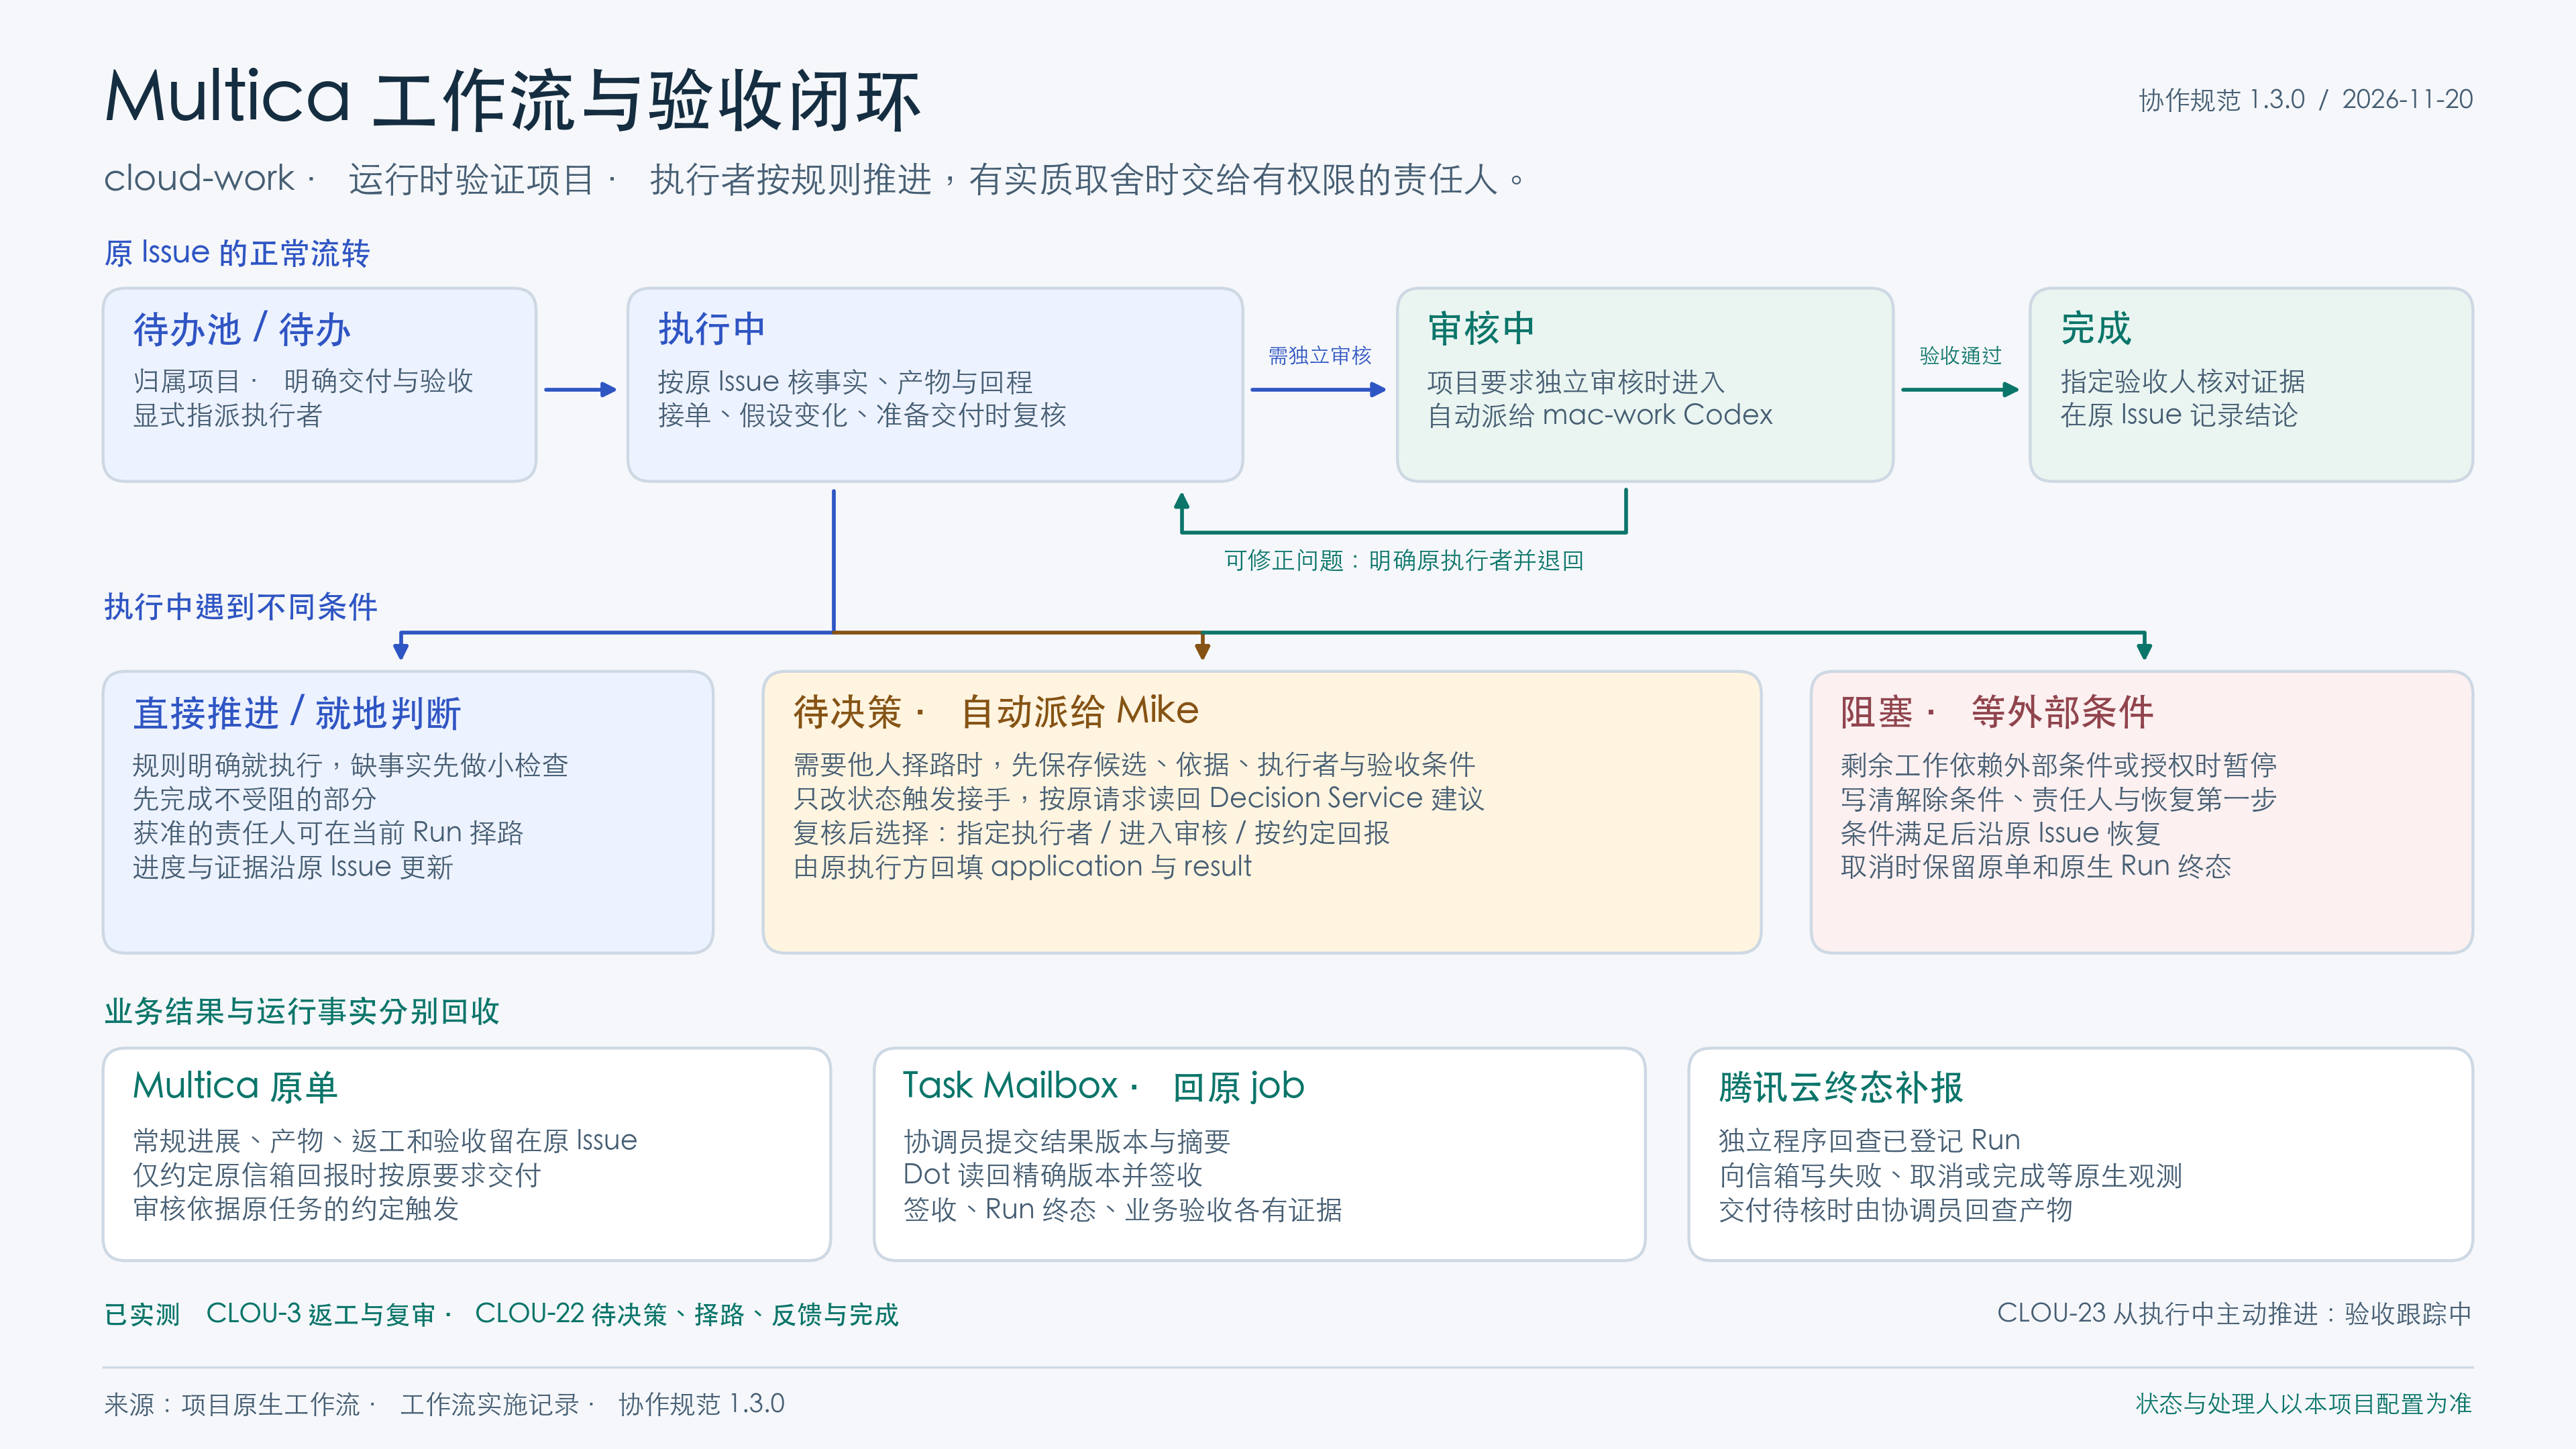 Multica 工作流与验收闭环
协作规范 1.3.0 / 2026-11-20
cloud-work · 运行时验证项目 · 执行者按规则推进，有实质取舍时交给有权限的责任人。
原 Issue 的正常流转
待办池 / 待办
归属项目 · 明确交付与验收
显式指派执行者
执行中
按原 Issue 核事实、产物与回程
接单、假设变化、准备交付时复核
需独立审核
审核中
项目要求独立审核时进入
自动派给 mac-work Codex
验收通过
完成
指定验收人核对证据
在原 Issue 记录结论
可修正问题：明确原执行者并退回
执行中遇到不同条件
直接推进 / 就地判断
规则明确就执行，缺事实先做小检查
先完成不受阻的部分
获准的责任人可在当前 Run 择路
进度与证据沿原 Issue 更新
待决策 · 自动派给 Mike
需要他人择路时，先保存候选、依据、执行者与验收条件
只改状态触发接手，按原请求读回 Decision Service 建议
复核后选择：指定执行者 / 进入审核 / 按约定回报
由原执行方回填 application 与 result
阻塞 · 等外部条件
剩余工作依赖外部条件或授权时暂停
写清解除条件、责任人与恢复第一步
条件满足后沿原 Issue 恢复
取消时保留原单和原生 Run 终态
业务结果与运行事实分别回收
Multica 原单
常规进展、产物、返工和验收留在原 Issue
仅约定原信箱回报时按原要求交付
审核依据原任务的约定触发
Task Mailbox · 回原 job
协调员提交结果版本与摘要
Dot 读回精确版本并签收
签收、Run 终态、业务验收各有证据
腾讯云终态补报
独立程序回查已登记 Run
向信箱写失败、取消或完成等原生观测
交付待核时由协调员回查产物
已实测 CLOU-3 返工与复审 · CLOU-22 待决策、择路、反馈与完成
CLOU-23 从执行中主动推进：验收跟踪中
来源：项目原生工作流 · 工作流实施记录 · 协作规范 1.3.0
状态与处理人以本项目配置为准